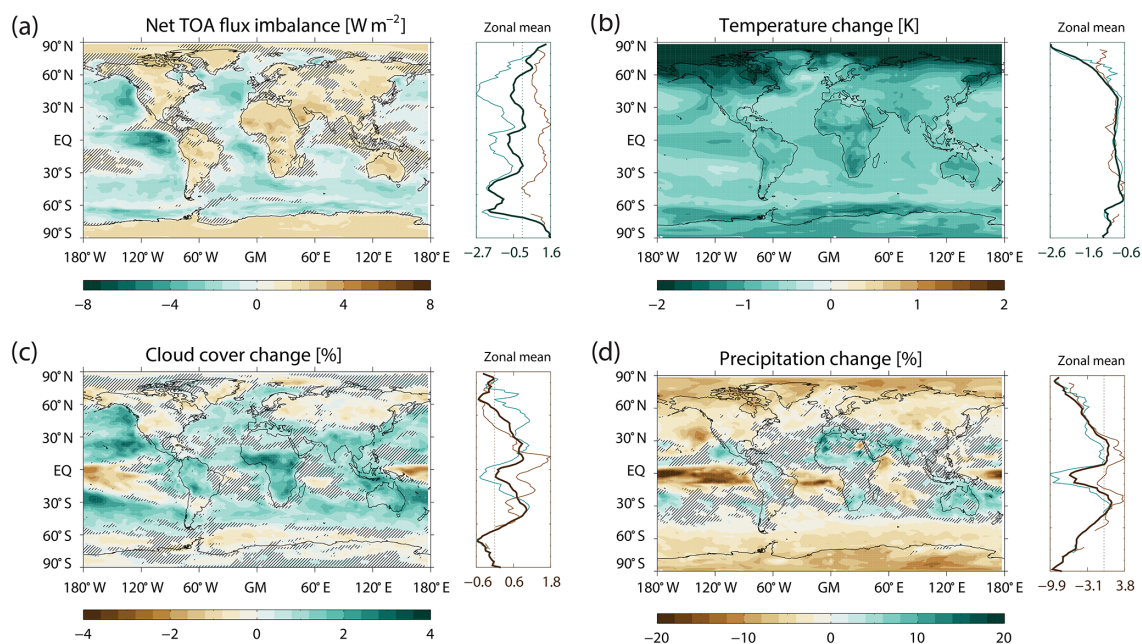 (a) Net TOA flux imbalance [W m⁻²] Zonal mean
90° N
60° N
30° N
EQ
30° S
60° S
90° S
180° W 120° W 60° W GM 60° E 120° E 180° E −2.7 −0.5 1.6
−8 −4 0 4 8
(b) Temperature change [K] Zonal mean
90° N
60° N
30° N
EQ
30° S
60° S
90° S
180° W 120° W 60° W GM 60° E 120° E 180° E −2.6 −1.6 −0.6
−2 −1 0 1 2
(c) Cloud cover change [%] Zonal mean
90° N
60° N
30° N
EQ
30° S
60° S
90° S
180° W 120° W 60° W GM 60° E 120° E 180° E −0.6 0.6 1.8
−4 −2 0 2 4
(d) Precipitation change [%] Zonal mean
90° N
60° N
30° N
EQ
30° S
60° S
90° S
180° W 120° W 60° W GM 60° E 120° E 180° E −9.9 −3.1 3.8
−20 −10 0 10 20